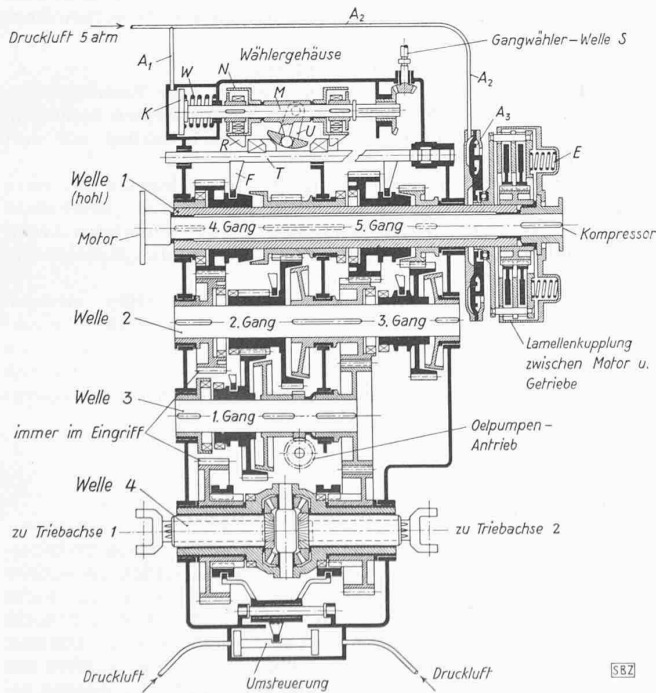 A₂
Druckluft 5 atm
A₁
Wählergehäuse
Gangwähler-Welle S
A₂
W
N
M
K
A₃
E
R
U
T
F
Welle 1
(hohl)
4. Gang
5. Gang
Motor
Kompressor
Welle 2
2. Gang
3. Gang
Lamellenkupplung
zwischen Motor u.
Getriebe
Welle 3
1. Gang
immer im Eingriff
Oelpumpen-
Antrieb
Welle 4
zu Triebachse 1
zu Triebachse 2
Druckluft
Umsteuerung
Druckluft
SBZ